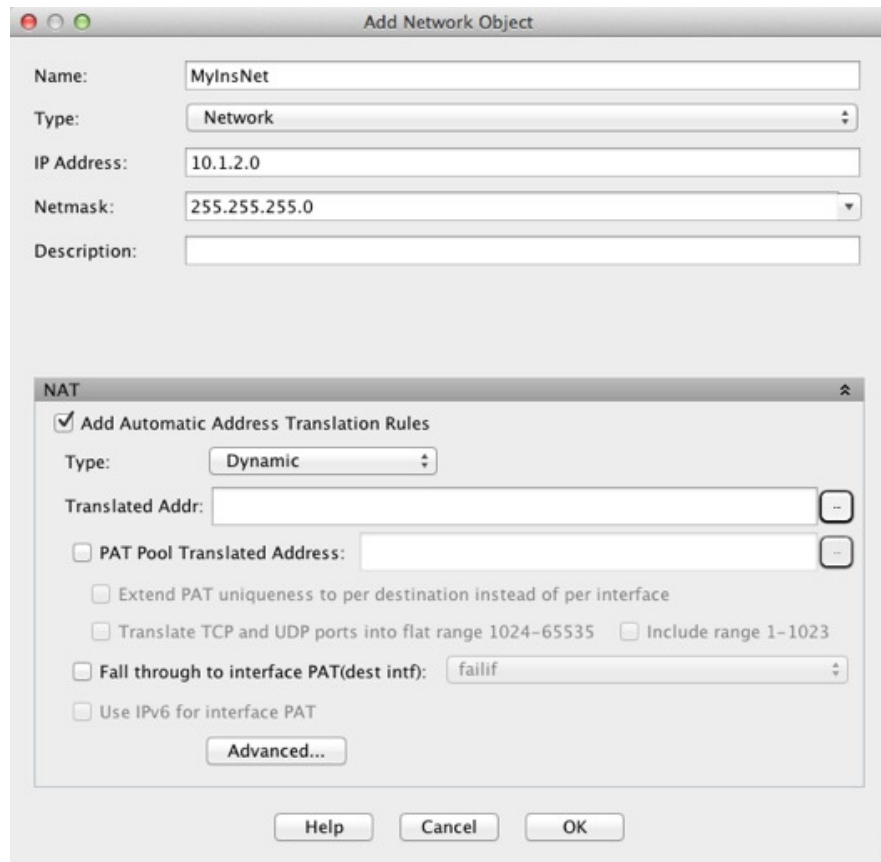 Add Network Object
Name: MyInsNet
Type: Network
IP Address: 10.1.2.0
Netmask: 255.255.255.0
Description:
NAT
Add Automatic Address Translation Rules
Type: Dynamic
Translated Addr:
PAT Pool Translated Address:
Extend PAT uniqueness to per destination instead of per interface
Translate TCP and UDP ports into flat range 1024-65535 Include range 1-1023
Fall through to interface PAT(dest intf): failif
Use IPv6 for interface PAT
Advanced...
Help Cancel OK